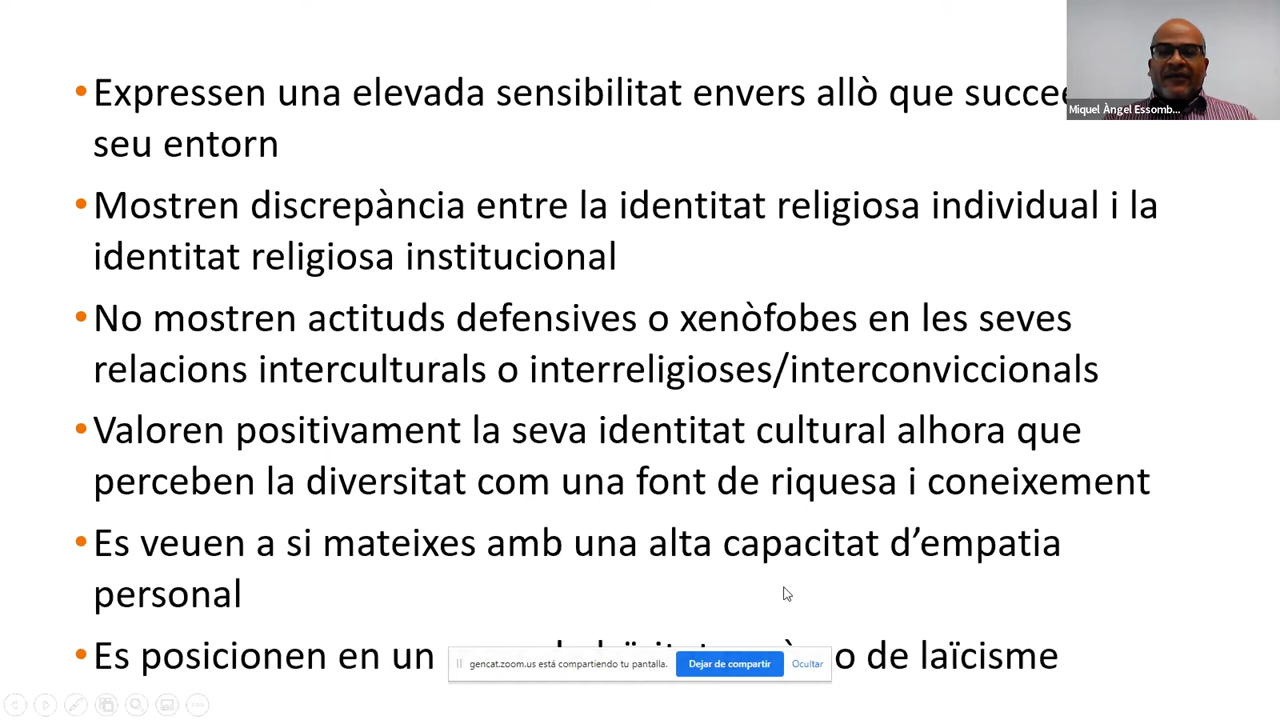 • Expressen una elevada sensibilitat envers allò que
seu entorn
• Mostren discrepància entre la identitat religiosa individual i la
identitat religiosa institucional
• No mostren actituds defensives o xenòfobes en les seves
relacions interculturals o interreligioses/interconviccionals
• Valoren positivament la seva identitat cultural alhora que
perceben la diversitat com una font de riquesa i coneixement
• Es veuen a si mateixes amb una alta capacitat d’empatia
personal
• Es posicionen en un o de laïcisme
Miquel Àngel Essomb...
gencat.zoom.us está compartiendo tu pantalla. Dejar de compartir Ocultar